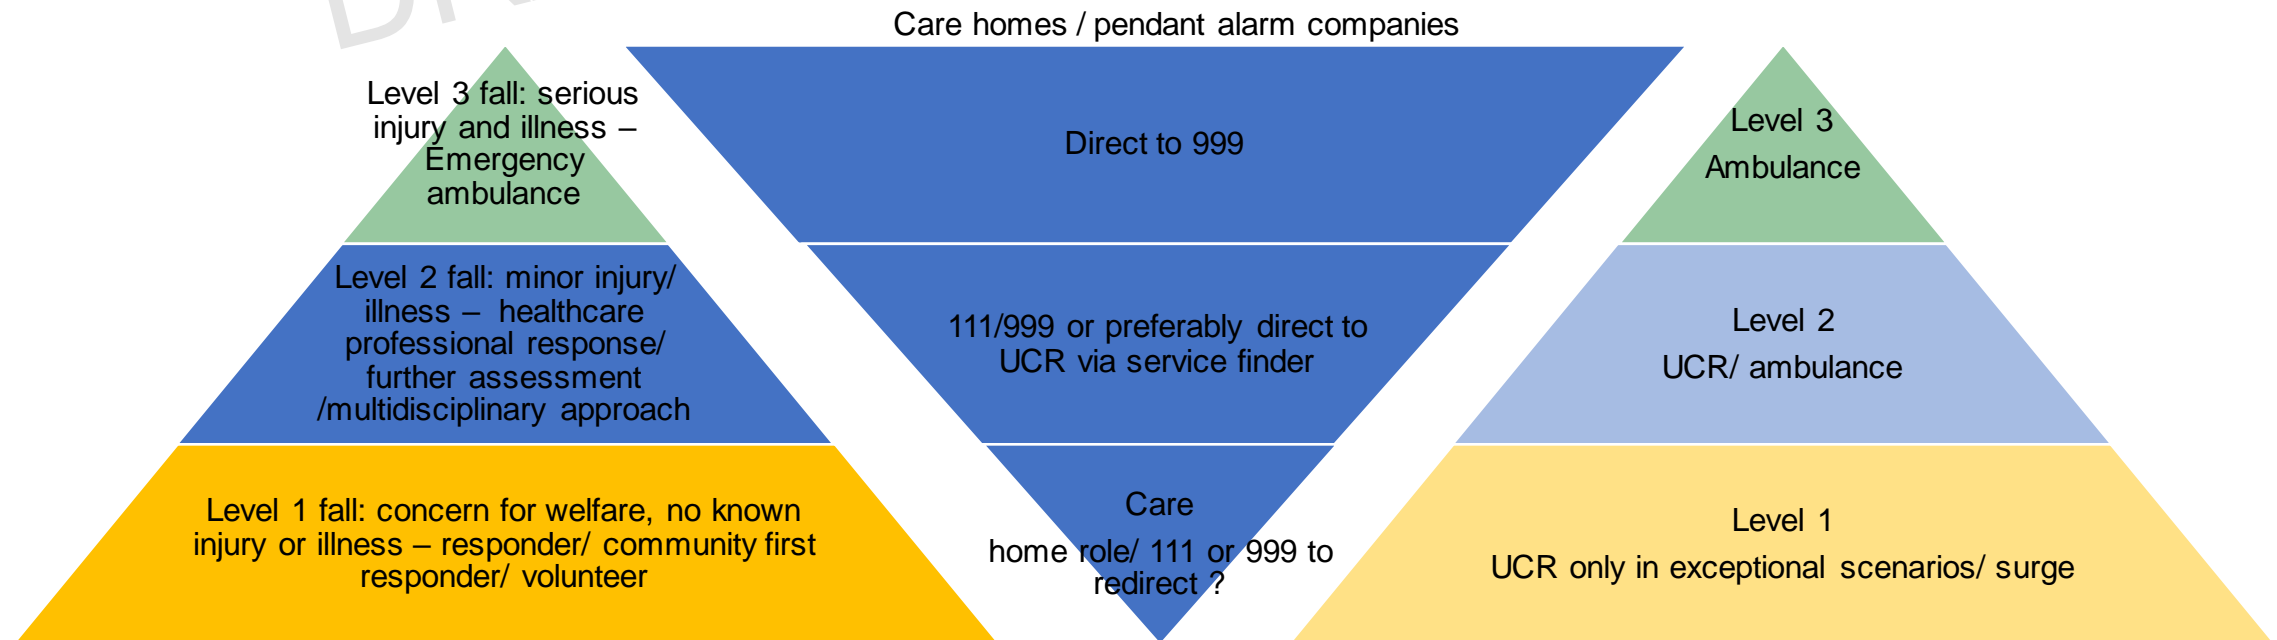 Care homes / pendant alarm companies
Level 3 fall: serious
injury and illness –
Emergency
ambulance
Level 2 fall: minor injury/
illness – healthcare
professional response/
further assessment
/multidisciplinary approach
Level 1 fall: concern for welfare, no known
injury or illness – responder/ community first
responder/ volunteer
Direct to 999
111/999 or preferably direct to
UCR via service finder
Care
home role/ 111 or 999 to
redirect ?
Level 3
Ambulance
Level 2
UCR/ ambulance
Level 1
UCR only in exceptional scenarios/ surge